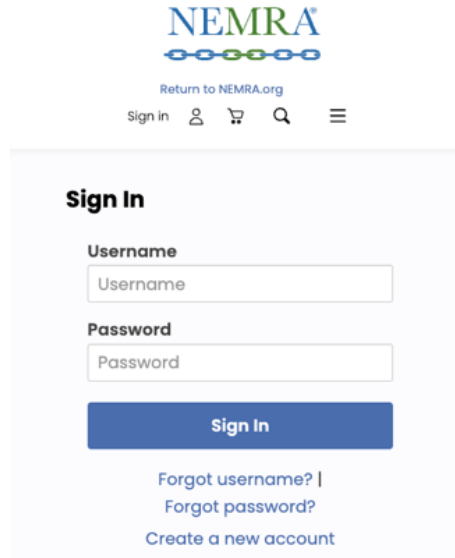 NEMRA
Return to NEMRA.org
Sign in
Sign In
Username
Username
Password
Password
Sign In
Forgot username? |
Forgot password?
Create a new account